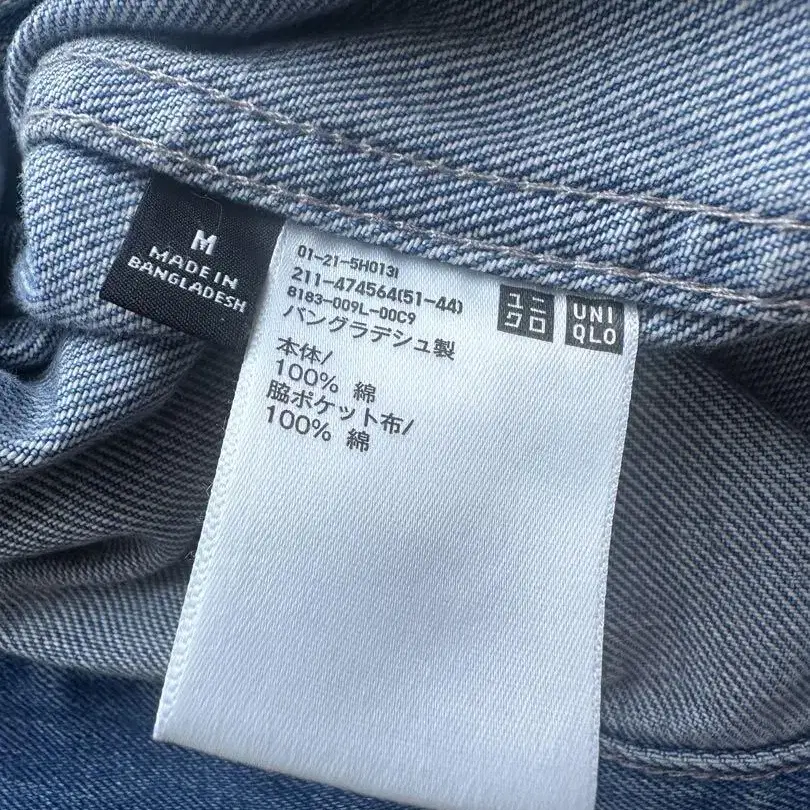 M
MADE IN
BANGLADESH
01-21-5H013I
211-474564(51-44)
8183-009L-00C9
バングラデシュ製
本体/
100% 綿
脇ポケット布/
100% 綿
ユニ
クロ
UNI
QLO